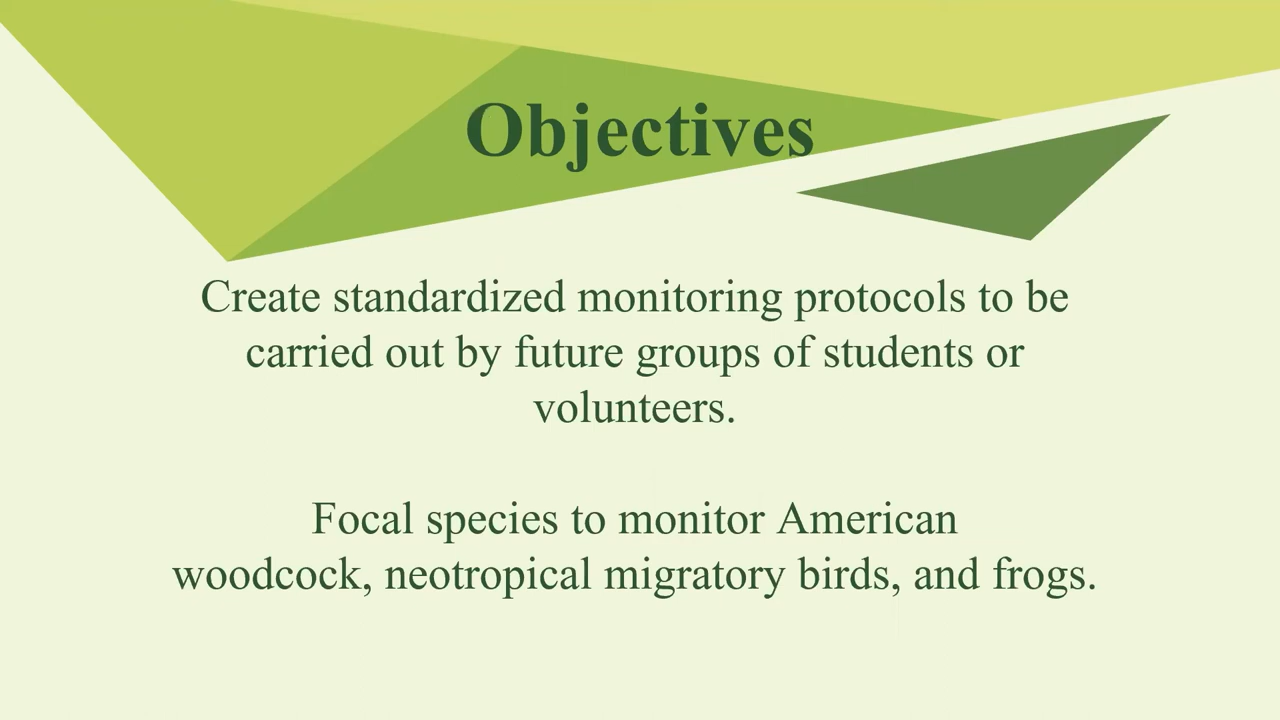 Objectives
Create standardized monitoring protocols to be
carried out by future groups of students or
volunteers.
Focal species to monitor American
woodcock, neotropical migratory birds, and frogs.